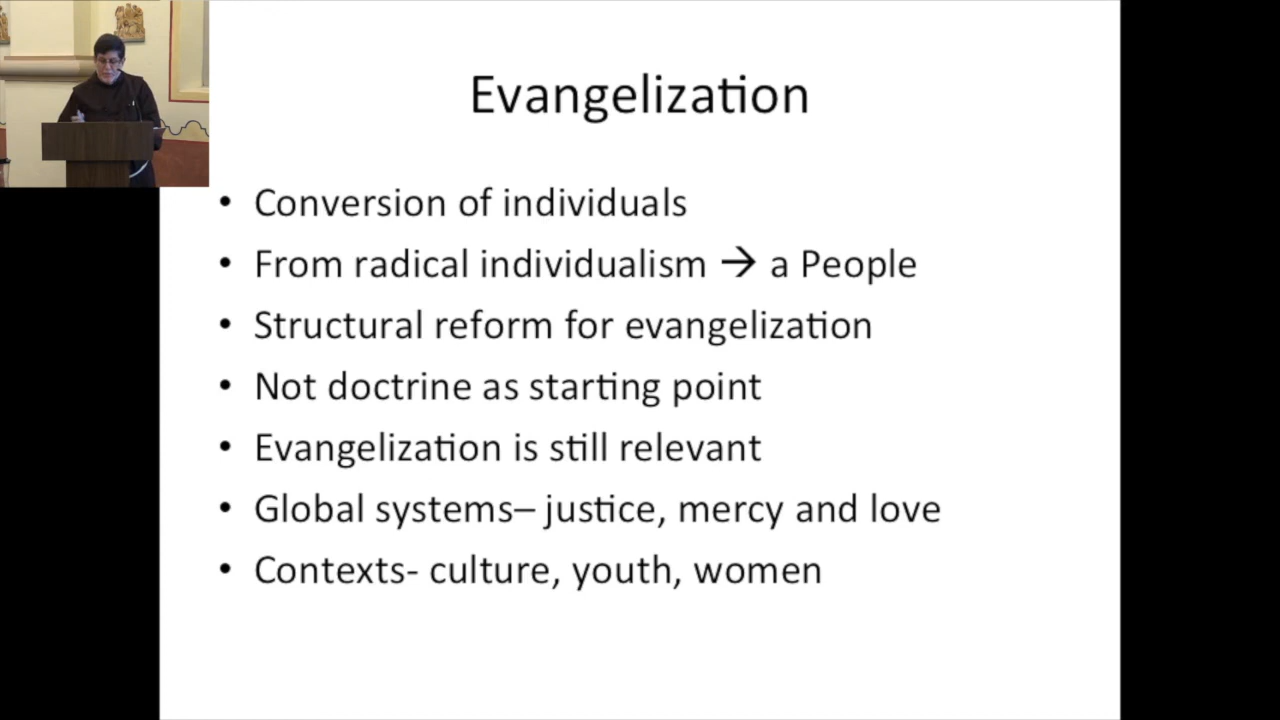 Evangelization
• Conversion of individuals
• From radical individualism → a People
• Structural reform for evangelization
• Not doctrine as starting point
• Evangelization is still relevant
• Global systems– justice, mercy and love
• Contexts- culture, youth, women